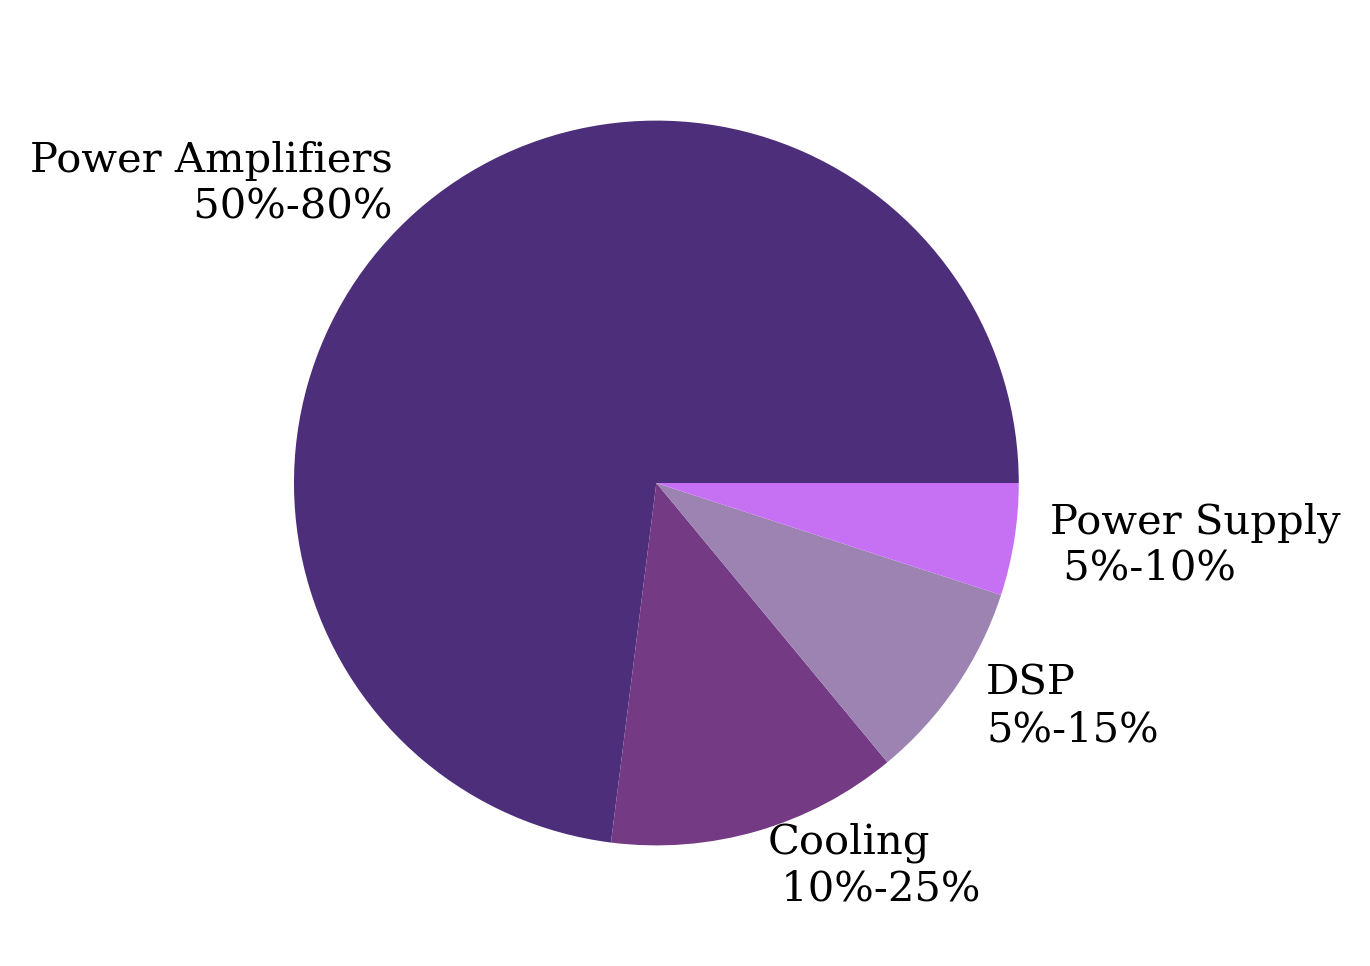 Power Amplifiers
50%-80%
Power Supply
5%-10%
DSP
5%-15%
Cooling
10%-25%